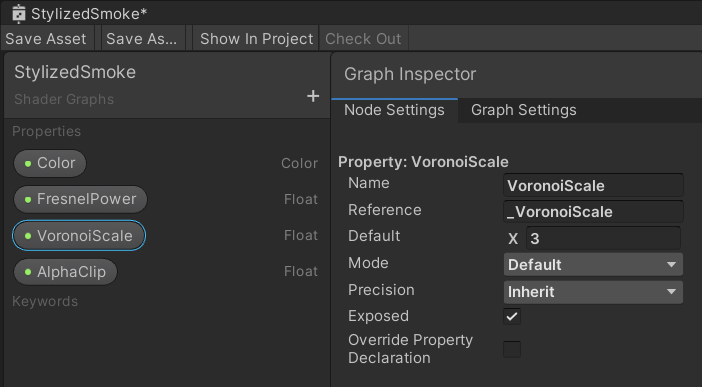 StylizedSmoke*
Save Asset Save As... Show In Project Check Out
StylizedSmoke
Shader Graphs
+
Properties
Color Color
FresnelPower Float
VoronoiScale Float
AlphaClip Float
Keywords
Graph Inspector
Node Settings Graph Settings
Property: VoronoiScale
Name VoronoiScale
Reference _VoronoiScale
Default X 3
Mode Default
Precision Inherit
Exposed
Override Property
Declaration